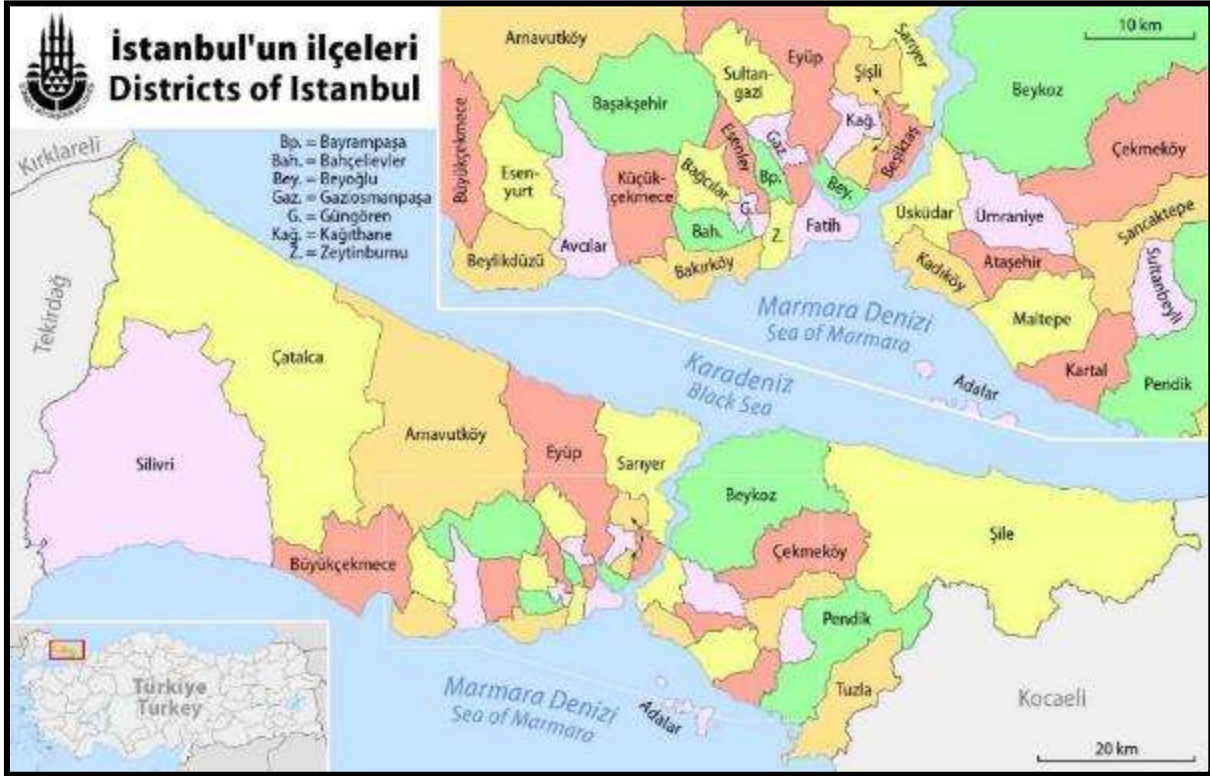 İstanbul'un ilçeleri
Districts of Istanbul
Bp. = Bayrampaşa
Bah. = Bahçelievler
Bey. = Beyoğlu
Gaz. = Gaziosmanpaşa
G. = Güngören
Kağ. = Kağıthane
Z. = Zeytinburnu
10 km
Arnavutköy
Eyüp
Sarıyer
Sultan-
gazi
Şişli
Beykoz
Başakşehir
Büyükçekmece
Esenler
Gaz.
Kağ.
Beşiktaş
Çekmeköy
Esen-
yurt
Küçük-
çekmece
Bağcılar
Bp.
Bey.
G.
Üsküdar
Ümraniye
Sancaktepe
Avcılar
Bah.
Z.
Fatih
Beylikdüzü
Bakırköy
Kadıköy
Ataşehir
Sultanbeyli
Marmara Denizi
Sea of Marmara
Maltepe
Kartal
Adalar
Pendik
Kırklareli
Tekirdağ
Karadeniz
Black Sea
Çatalca
Silivri
Arnavutköy
Eyüp
Sarıyer
Beykoz
Büyükçekmece
Çekmeköy
Şile
Pendik
Tuzla
Marmara Denizi
Sea of Marmara
Adalar
Kocaeli
Türkiye
Turkey
20 km